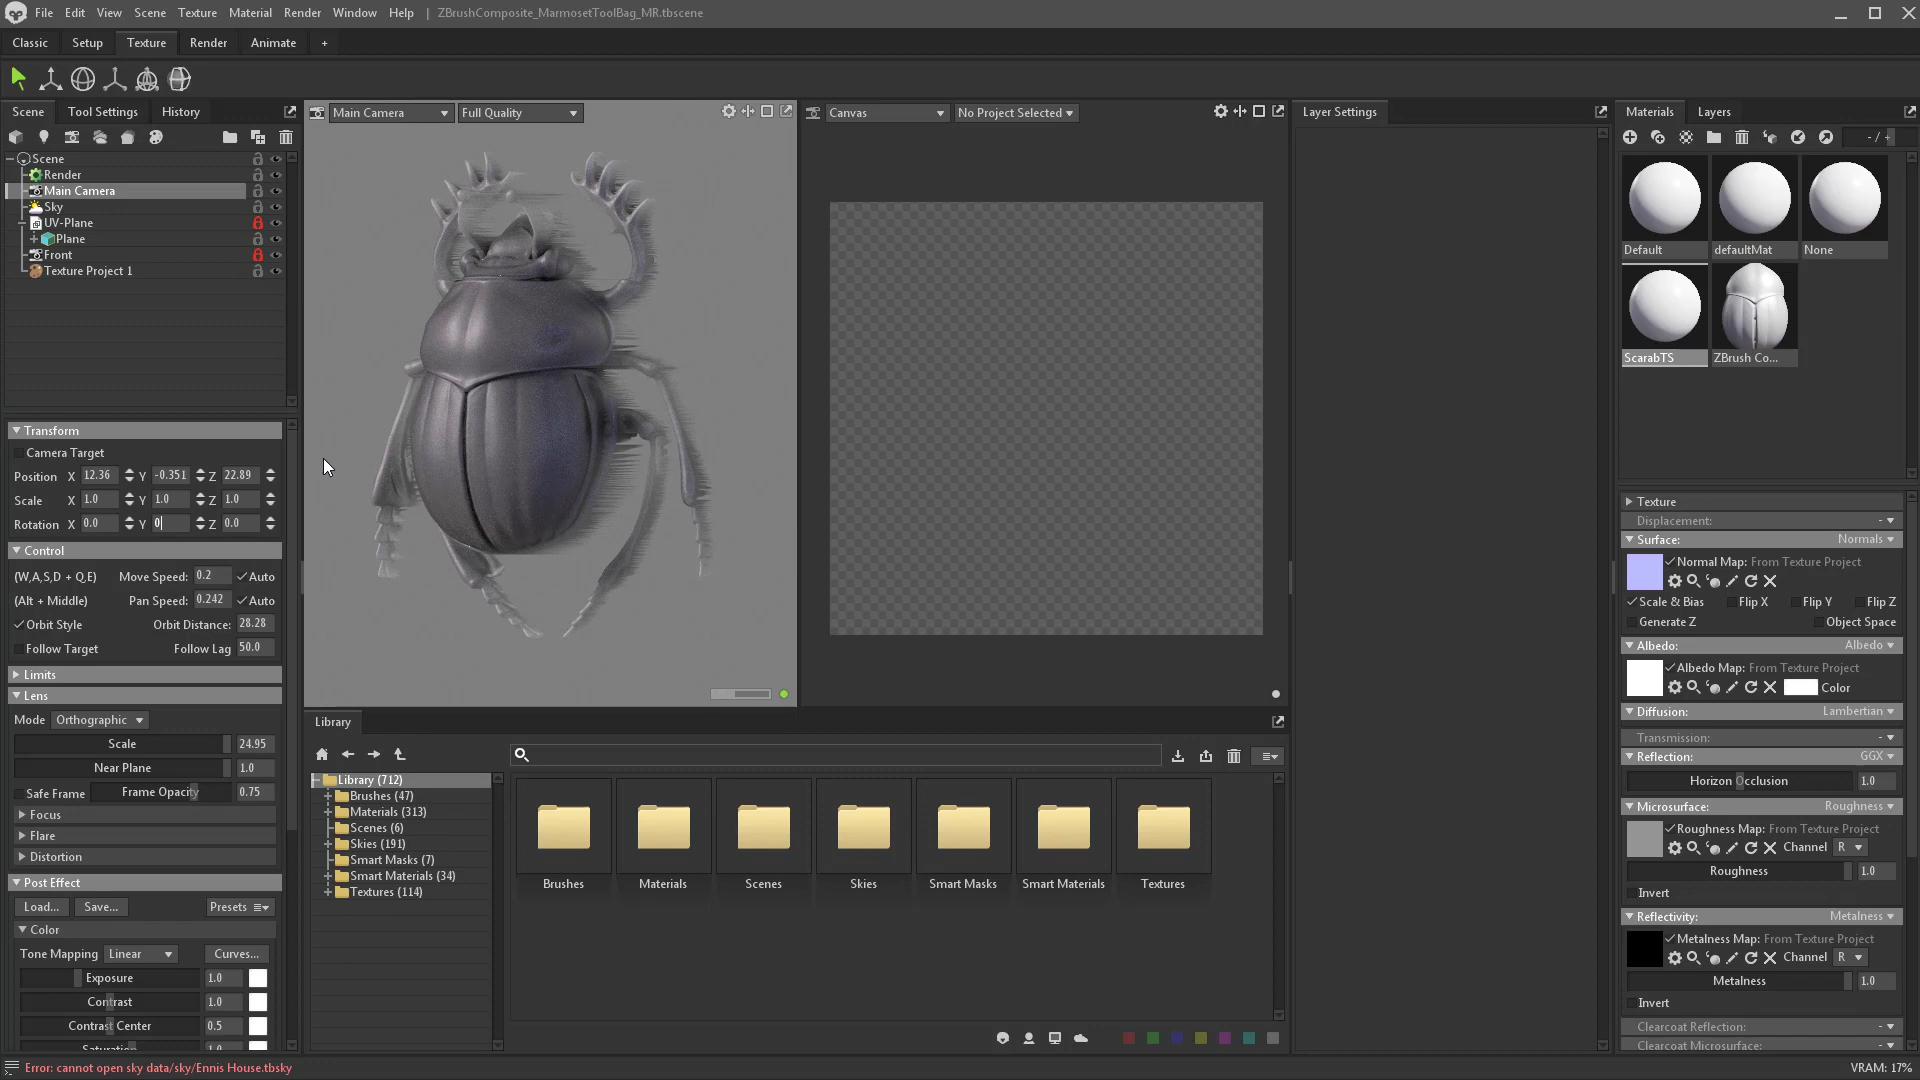 File Edit View Scene Texture Material Render Window Help | ZBrushComposite_MarmosetToolBag_MR.tbscene
Classic Setup Texture Render Animate +
Scene Tool Settings History
Main Camera Full Quality
Canvas No Project Selected
Layer Settings
Materials Layers
- / +
Scene
Render
Main Camera
Sky
UV-Plane
Plane
Front
Texture Project 1
Default defaultMat None
ScarabTS ZBrush Co...
Transform
Camera Target
Position X 12.36 Y -0.351 Z 22.89
Scale X 1.0 Y 1.0 Z 1.0
Rotation X 0.0 Y 0 Z 0.0
Control
(W,A,S,D + Q,E) Move Speed: 0.2 Auto
(Alt + Middle) Pan Speed: 0.242 Auto
Orbit Style Orbit Distance: 28.28
Follow Target Follow Lag 50.0
Limits
Lens
Mode Orthographic
Scale 24.95
Near Plane 1.0
Safe Frame Frame Opacity 0.75
Focus
Flare
Distortion
Post Effect
Load... Save... Presets
Color
Tone Mapping Linear Curves...
Exposure 1.0
Contrast 1.0
Contrast Center 0.5
Saturation 1.0
Library
Library (712)
Brushes (47)
Materials (313)
Scenes (6)
Skies (191)
Smart Masks (7)
Smart Materials (34)
Textures (114)
Brushes Materials Scenes Skies Smart Masks Smart Materials Textures
Texture
Displacement: -
Surface: Normals
Normal Map: From Texture Project
Scale & Bias Flip X Flip Y Flip Z
Generate Z Object Space
Albedo: Albedo
Albedo Map: From Texture Project
Color
Diffusion: Lambertian
Transmission: -
Reflection: GGX
Horizon Occlusion 1.0
Microsurface: Roughness
Roughness Map: From Texture Project
Channel R
Roughness 1.0
Invert
Reflectivity: Metalness
Metalness Map: From Texture Project
Channel R
Metalness 1.0
Invert
Clearcoat Reflection: -
Clearcoat Microsurface: -
Error: cannot open sky data/sky/Ennis House.tbsky
VRAM: 17%